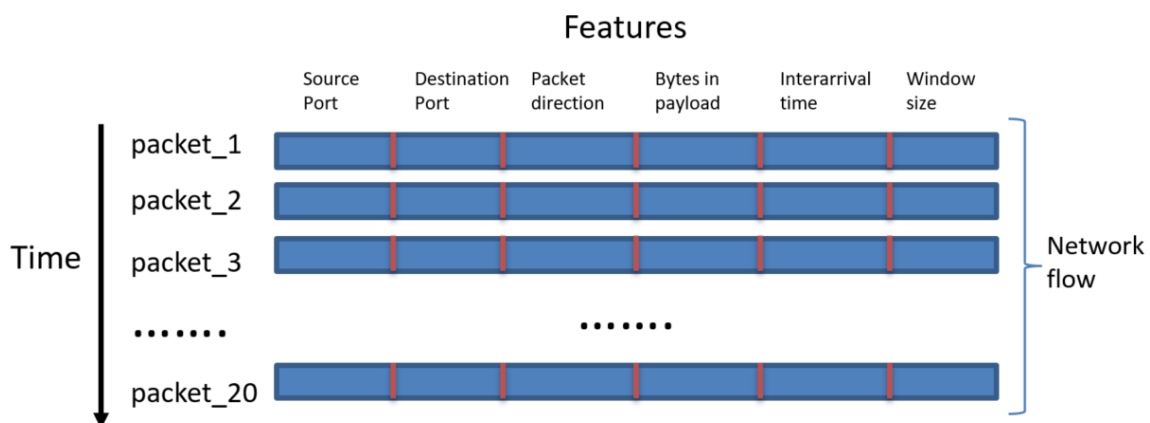 Features
Source Destination Packet Bytes in Interarrival Window
Port Port direction payload time size
packet_1
packet_2
Time
packet_3
Network
flow
....... .......
packet_20